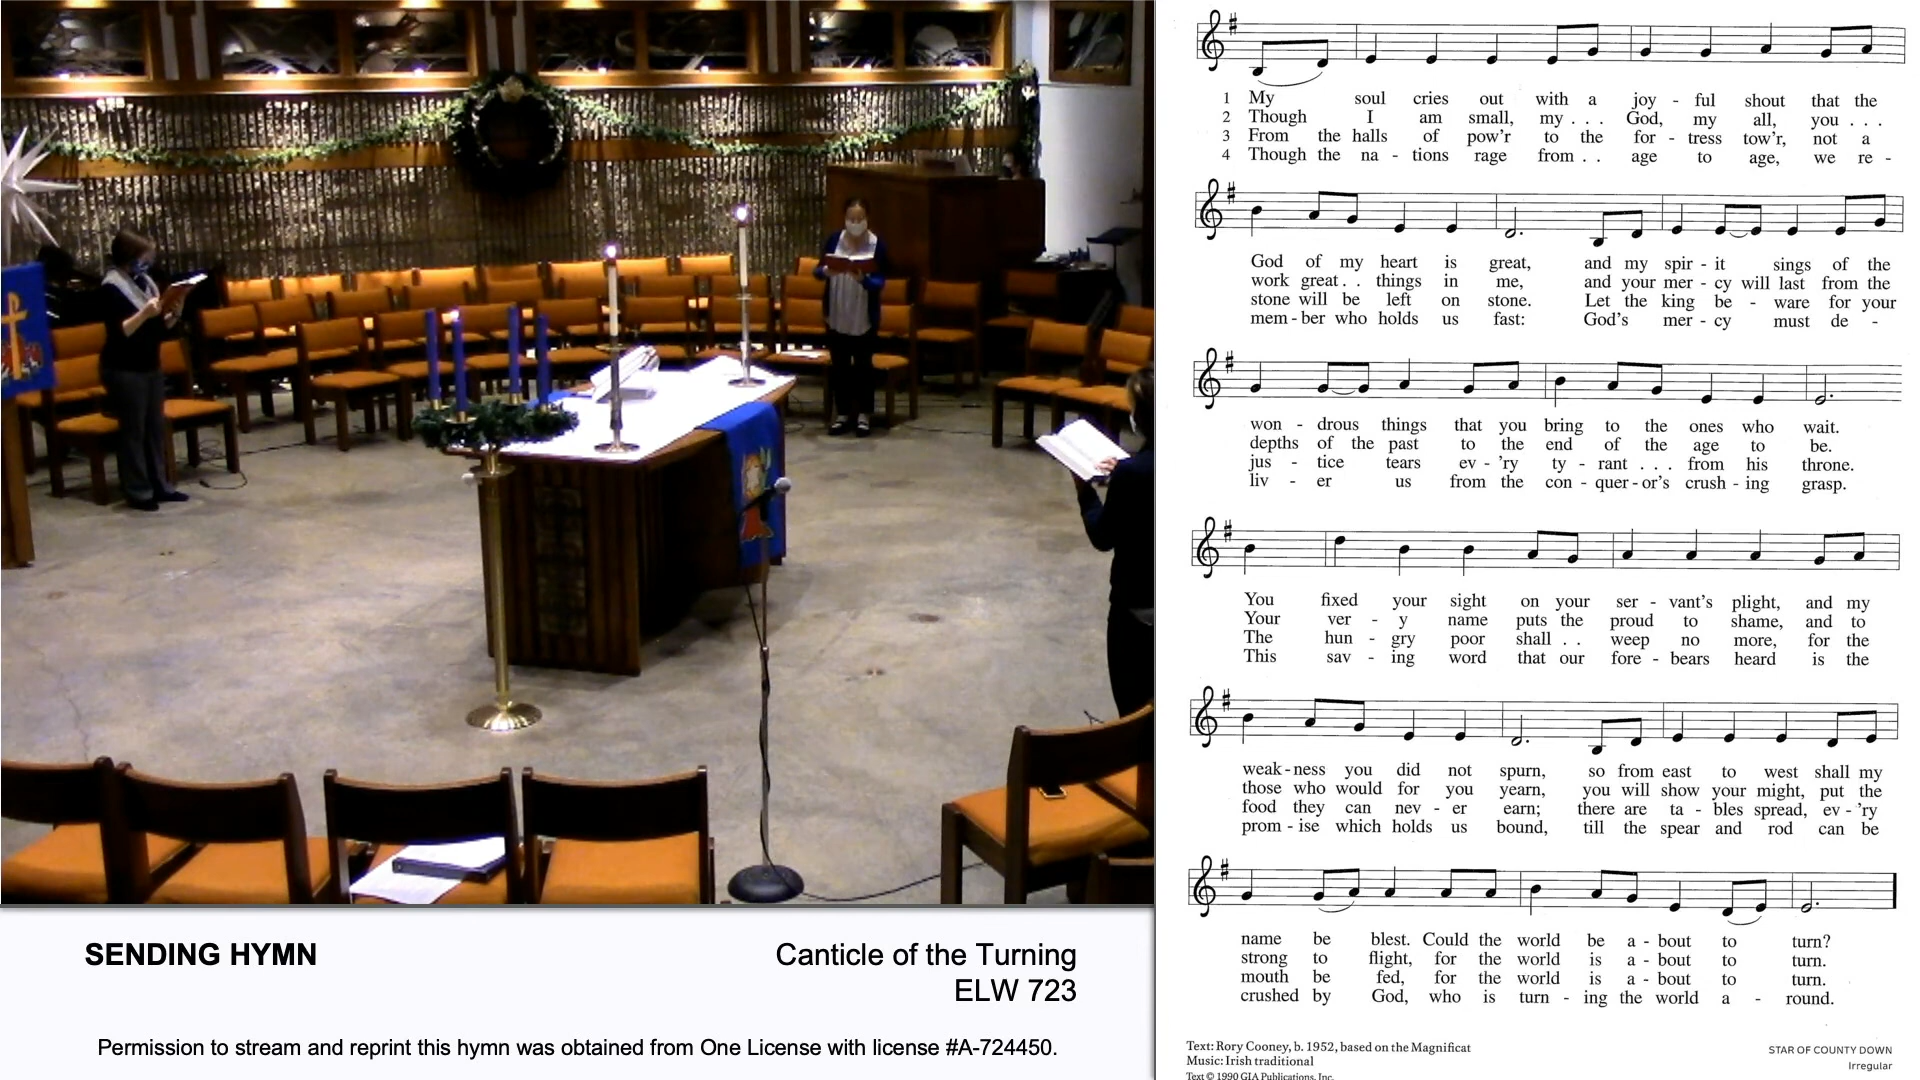 1 My soul cries out with a joy - ful shout that the
2 Though I am small, my . . . God, my all, you . . .
3 From the halls of pow'r to the for - tress tow'r, not a
4 Though the na - tions rage from . . age to age, we re -
God of my heart is great, and my spir - it sings of the
work great . . things in me, and your mer - cy will last from the
stone will be left on stone. Let the king be - ware for your
mem - ber who holds us fast: God's mer - cy must de -
won - drous things that you bring to the ones who wait.
depths of the past to the end of the age to be.
jus - tice tears ev - 'ry ty - rant . . . from his throne.
liv - er us from the con - quer - or's crush - ing grasp.
You fixed your sight on your ser - vant's plight, and my
Your ver - y name puts the proud to shame, and to
The hun - gry poor shall . . weep no more, for the
This sav - ing word that our fore - bears heard is the
weak - ness you did not spurn, so from east to west shall my
those who would for you yearn, you will show your might, put the
food they can nev - er earn; there are ta - bles spread, ev - 'ry
prom - ise which holds us bound, till the spear and rod can be
name be blest. Could the world be a - bout to turn?
strong to flight, for the world is a - bout to turn.
mouth be fed, for the world is a - bout to turn.
crushed by God, who is turn - ing the world a - round.
Text: Rory Cooney, b. 1952, based on the Magnificat
Music: Irish traditional
Text © 1990 GIA Publications, Inc.
STAR OF COUNTY DOWN
Irregular
SENDING HYMN
Canticle of the Turning
ELW 723
Permission to stream and reprint this hymn was obtained from One License with license #A-724450.